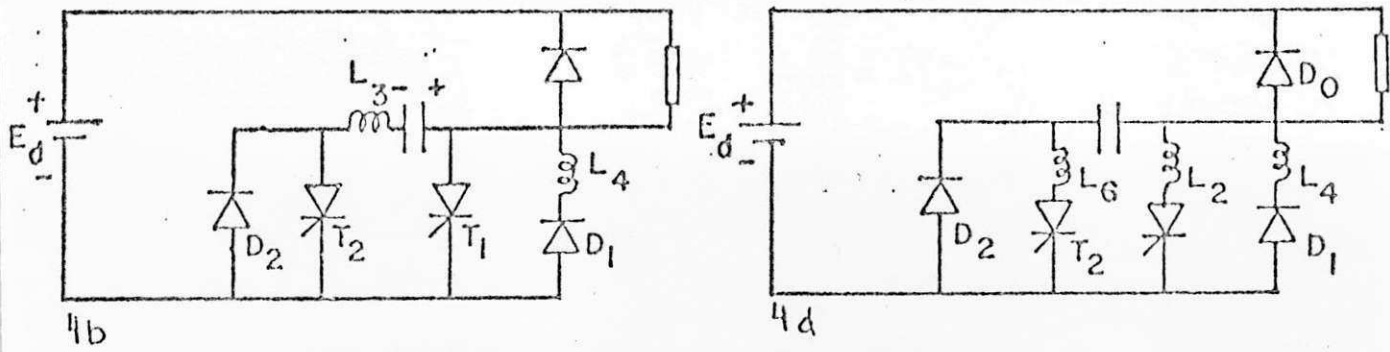 L3
- +
+
Ed
-
L4
D2
T2
T1
D1
4b
D0
+
Ed
-
L6
L2
L4
D2
T2
D1
4d